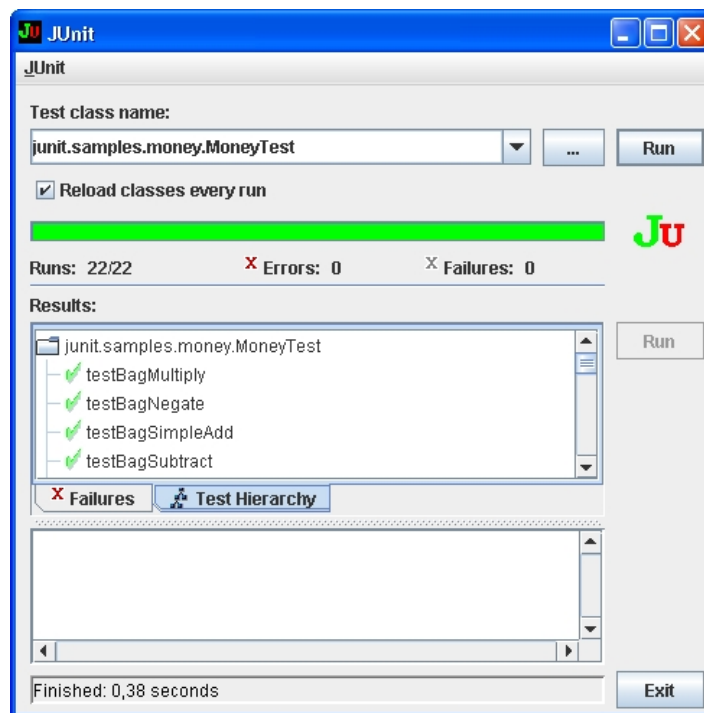 JU JUnit
JUnit
Test class name:
junit.samples.money.MoneyTest ... Run
Reload classes every run
JU
Runs: 22/22 X Errors: 0 X Failures: 0
Results:
junit.samples.money.MoneyTest Run
testBagMultiply
testBagNegate
testBagSimpleAdd
testBagSubtract
X Failures Test Hierarchy
Finished: 0,38 seconds Exit